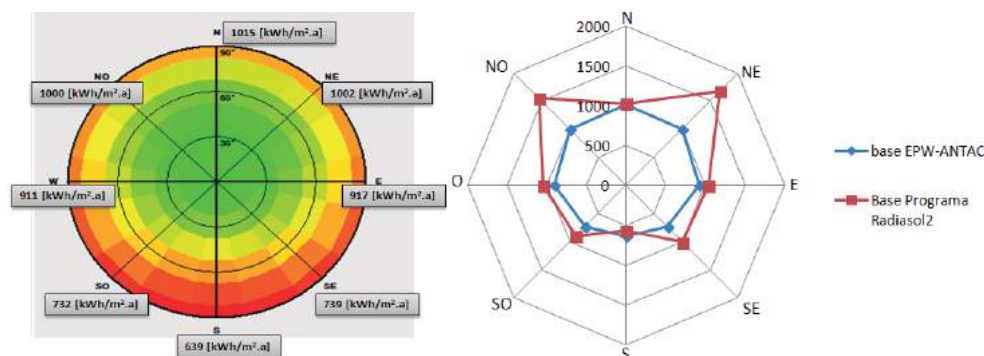 N
1015 [kWh/m².a]
90°
NO
NE
1000 [kWh/m².a]
1002 [kWh/m².a]
60°
30°
W
E
911 [kWh/m².a]
917 [kWh/m².a]
SO
SE
732 [kWh/m².a]
739 [kWh/m².a]
S
639 [kWh/m².a]
N
2000
NO
1500
NE
1000
500
O
0
E
SO
SE
S
base EPW-ANTAC
Base Programa
Radiasol2